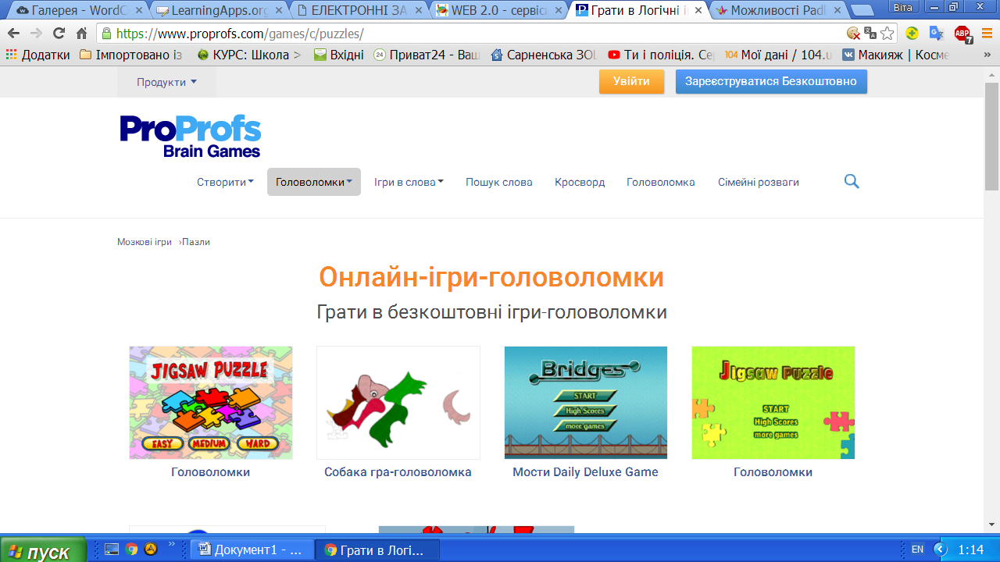 Галерея - WordC
LearningApps.org
ЕЛЕКТРОННІ ЗА
WEB 2.0 - сервіс
Грати в Логічні і
Можливості Padl
Віта
https://www.proprofs.com/games/c/puzzles/
ABP
7
Додатки
Імпортовано із
КУРС: Школа >
Вхідні
24
Приват24 - Ваш
Сарненська ЗОШ
Ти і поліція. Сер
104
Мої дані / 104.u
Макияж | Косме
»
Продукти
Увійти
Зареєструватися Безкоштовно
ProProfs
Brain Games
Створити
Головоломки
Ігри в слова
Пошук слова
Кросворд
Головоломка
Сімейні розваги
Мозкові ігри ›Пазли
Онлайн-ігри-головоломки
Грати в безкоштовні ігри-головоломки
JIGSAW PUZZLE
EASY MEDIUM HARD
Bridges
START
High Scores
more games
Jigsaw Puzzle
START
High Scores
more games
Головоломки
Собака гра-головоломка
Мости Daily Deluxe Game
Головоломки
пуск
»
Документ1 - ...
Грати в Логі...
EN
1:14